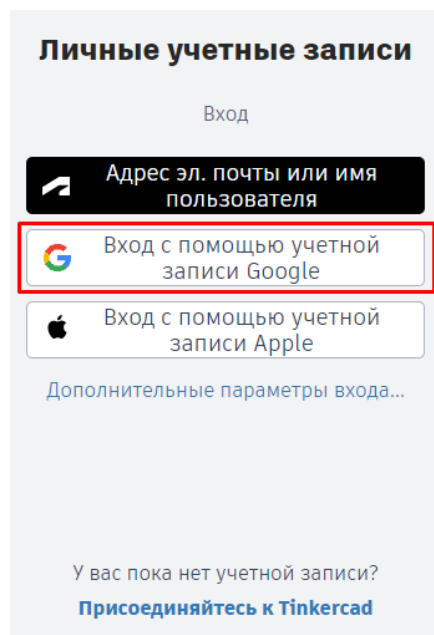 Личные учетные записи
Вход
Адрес эл. почты или имя
пользователя
Вход с помощью учетной
записи Google
Вход с помощью учетной
записи Apple
Дополнительные параметры входа...
У вас пока нет учетной записи?
Присоединяйтесь к Tinkercad